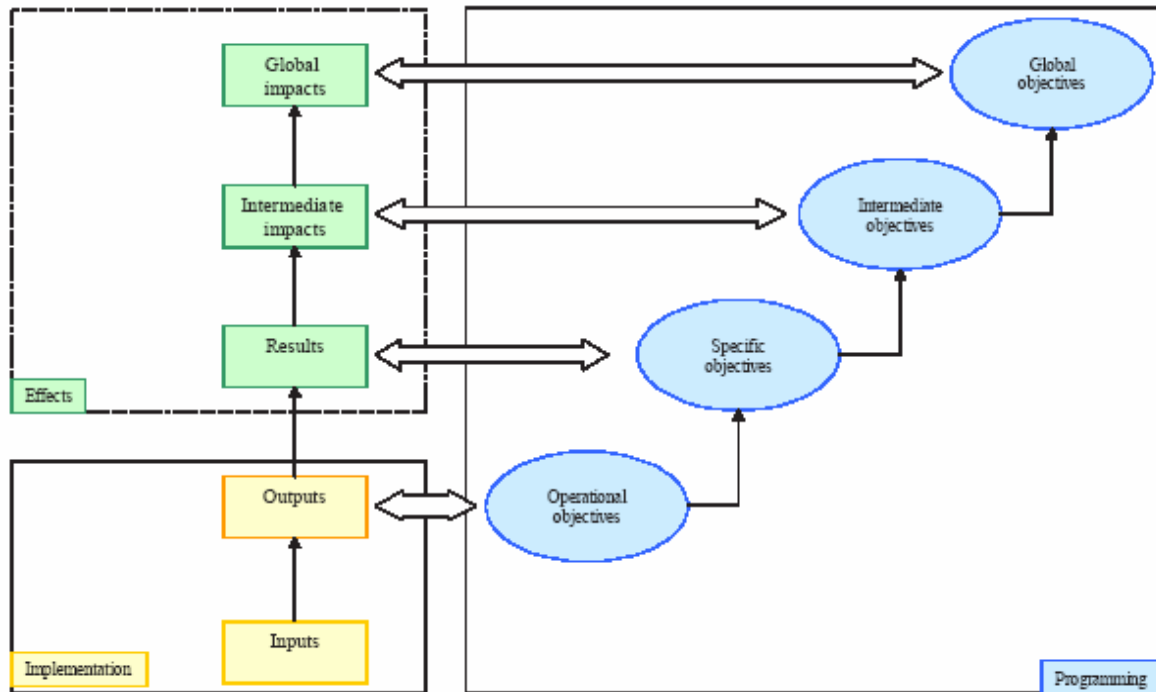 Global
impacts
Global
objectives
Intermediate
impacts
Intermediate
objectives
Results
Specific
objectives
Effects
Outputs
Operational
objectives
Inputs
Implementation
Programming